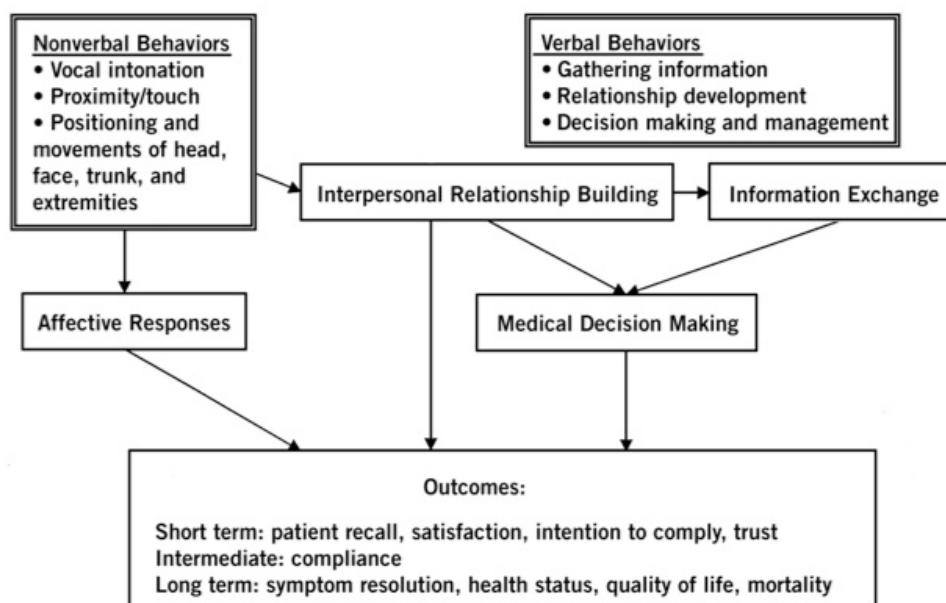 Nonverbal Behaviors
• Vocal intonation
• Proximity/touch
• Positioning and
movements of head,
face, trunk, and
extremities
Verbal Behaviors
• Gathering information
• Relationship development
• Decision making and management
Interpersonal Relationship Building
Information Exchange
Affective Responses
Medical Decision Making
Outcomes:
Short term: patient recall, satisfaction, intention to comply, trust
Intermediate: compliance
Long term: symptom resolution, health status, quality of life, mortality